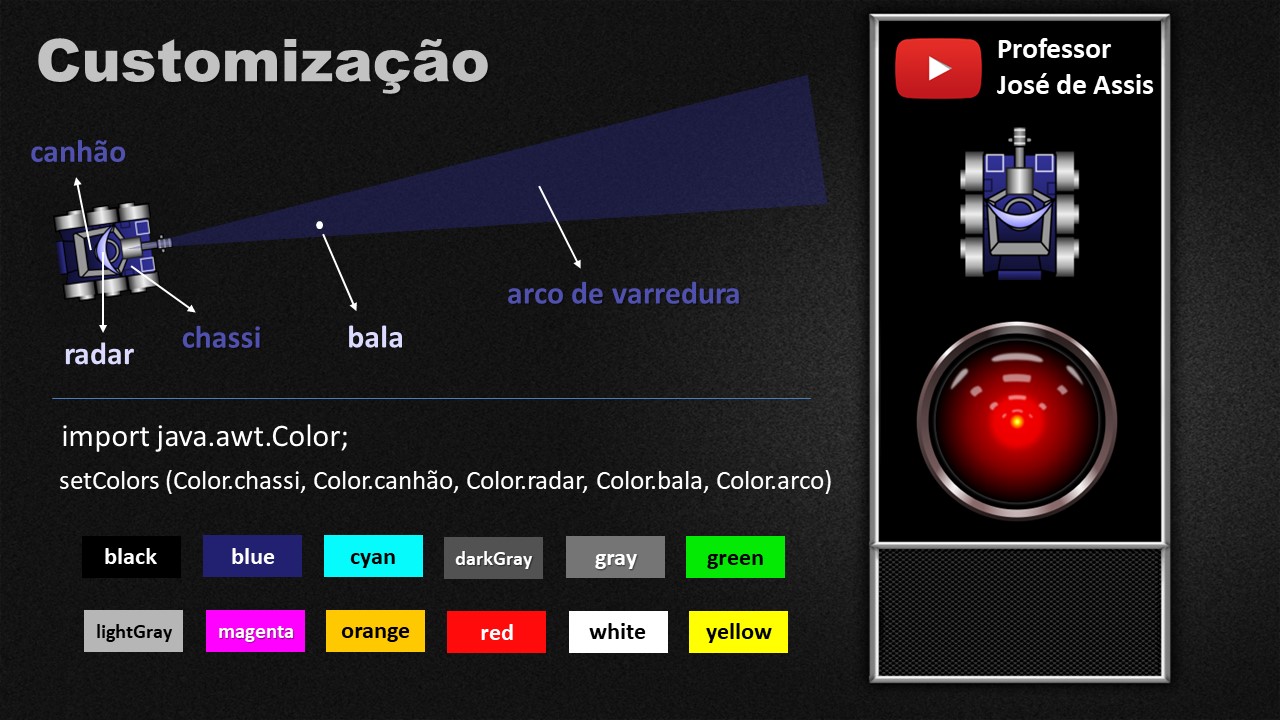 Customização
Professor
José de Assis
canhão
arco de varredura
chassi
bala
radar
import java.awt.Color;
setColors (Color.chassi, Color.canhão, Color.radar, Color.bala, Color.arco)
black blue cyan darkGray gray green
lightGray magenta orange red white yellow